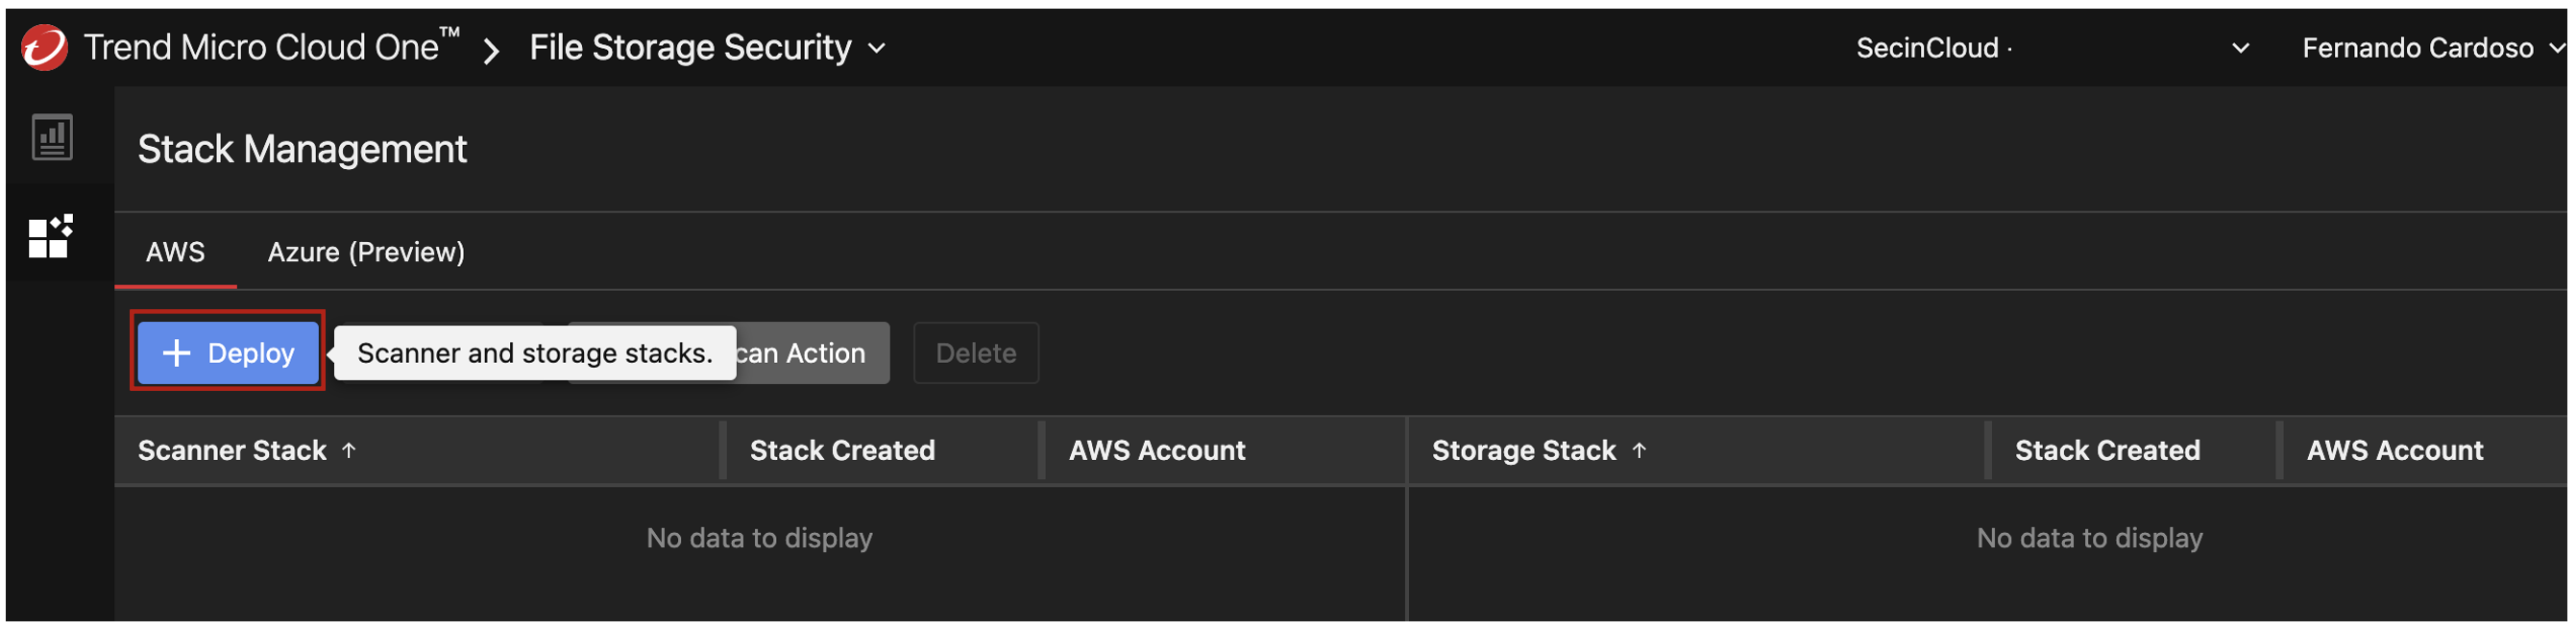 Trend Micro Cloud One™ > File Storage Security SecinCloud · Fernando Cardoso
Stack Management
AWS Azure (Preview)
+ Deploy Scanner and storage stacks. can Action Delete
Scanner Stack ↑ Stack Created AWS Account Storage Stack ↑ Stack Created AWS Account
No data to display No data to display